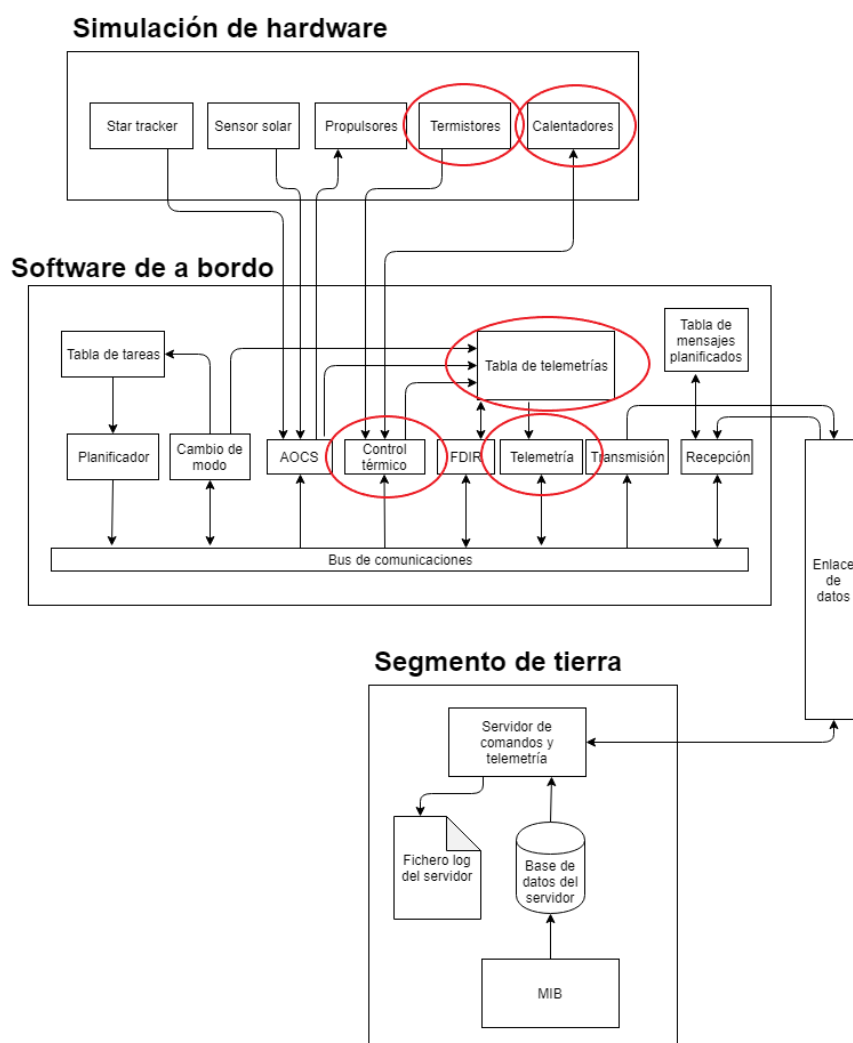 Simulación de hardware
Star tracker
Sensor solar
Propulsores
Termistores
Calentadores
Software de a bordo
Tabla de tareas
Tabla de telemetrías
Tabla de
mensajes
planificados
Planificador
Cambio de
modo
AOCS
Control
térmico
FDIR
Telemetría
Transmisión
Recepción
Bus de comunicaciones
Enlace
de
datos
Segmento de tierra
Servidor de
comandos y
telemetría
Fichero log
del servidor
Base de
datos del
servidor
MIB